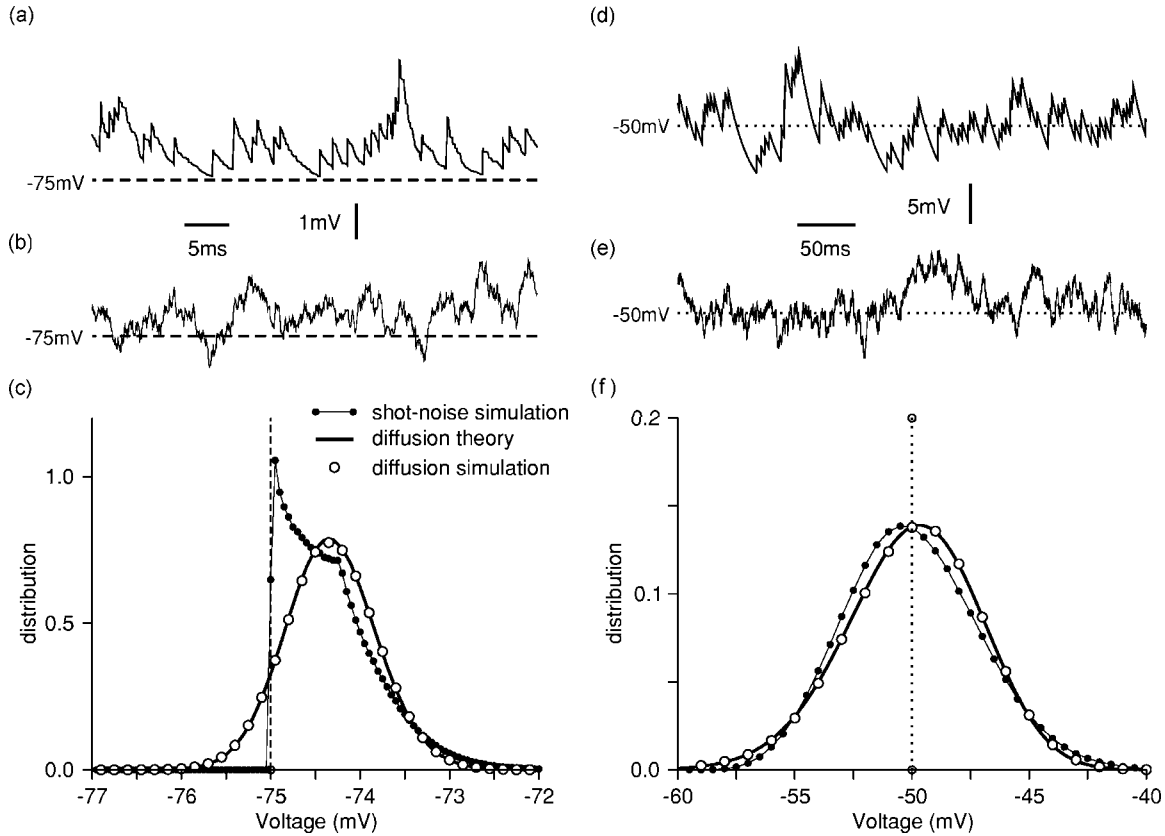 (a)
-75mV
1mV
5ms
(b)
-75mV
(c)
shot-noise simulation
diffusion theory
diffusion simulation
1.0
0.5
0.0
distribution
-77 -76 -75 -74 -73 -72
Voltage (mV)
(d)
-50mV
5mV
50ms
(e)
-50mV
(f)
0.2
0.1
0.0
distribution
-60 -55 -50 -45 -40
Voltage (mV)